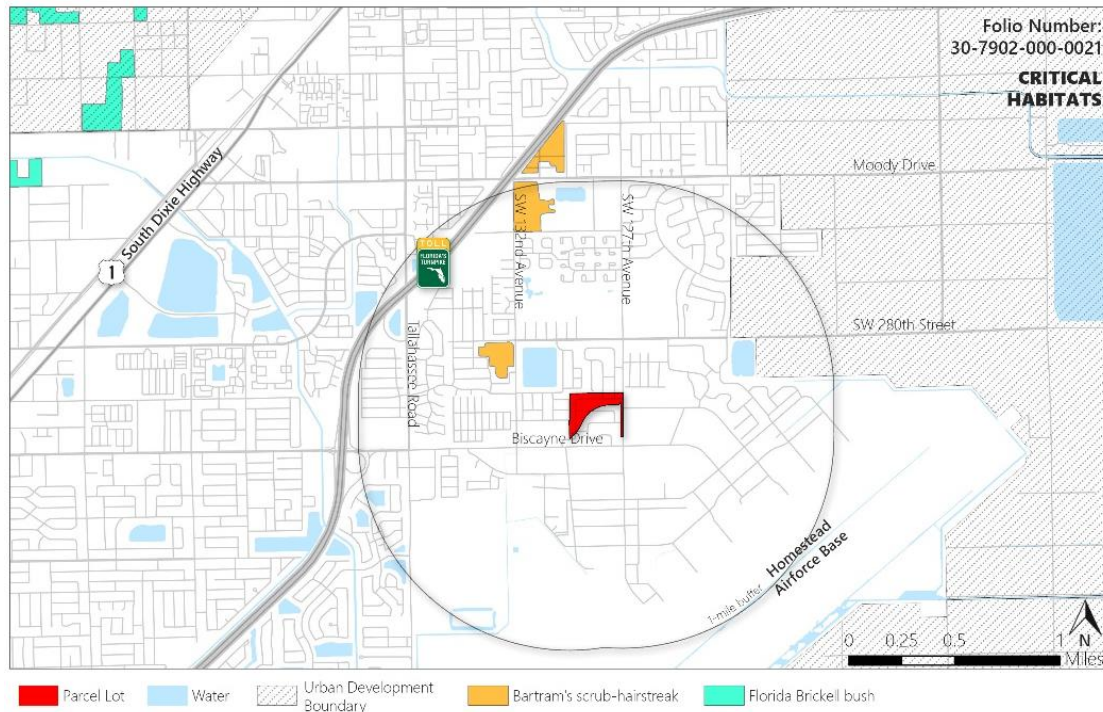 Folio Number:
30-7902-000-0021
CRITICAL
HABITATS
Moody Drive
South Dixie Highway
1
SW 132nd Avenue
SW 127th Avenue
TOLL
FLORIDA'S
TURNPIKE
SW 280th Street
Tallahassee Road
Biscayne Drive
Homestead
Airforce Base
1-mile buffer
N
0 0.25 0.5 1
Miles
Parcel Lot
Water
Urban Development
Boundary
Bartram's scrub-hairstreak
Florida Brickell bush